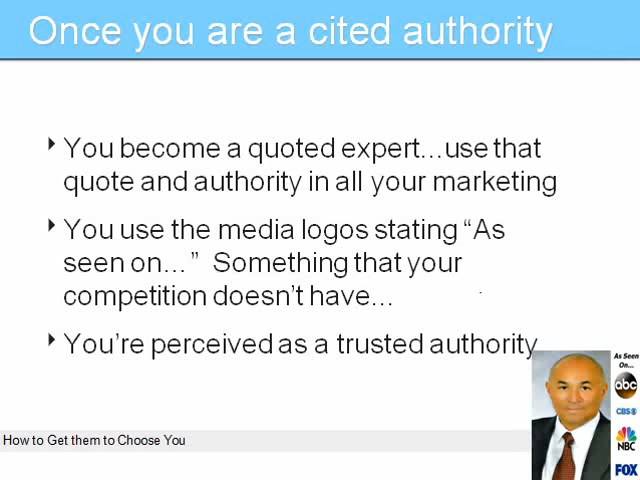 Once you are a cited authority
You become a quoted expert...use that
quote and authority in all your marketing
You use the media logos stating “As
seen on... ”  Something that your
competition doesn’t have...
You’re perceived as a trusted authority
As Seen
On...
abc
CBS
NBC
FOX
How to Get them to Choose You